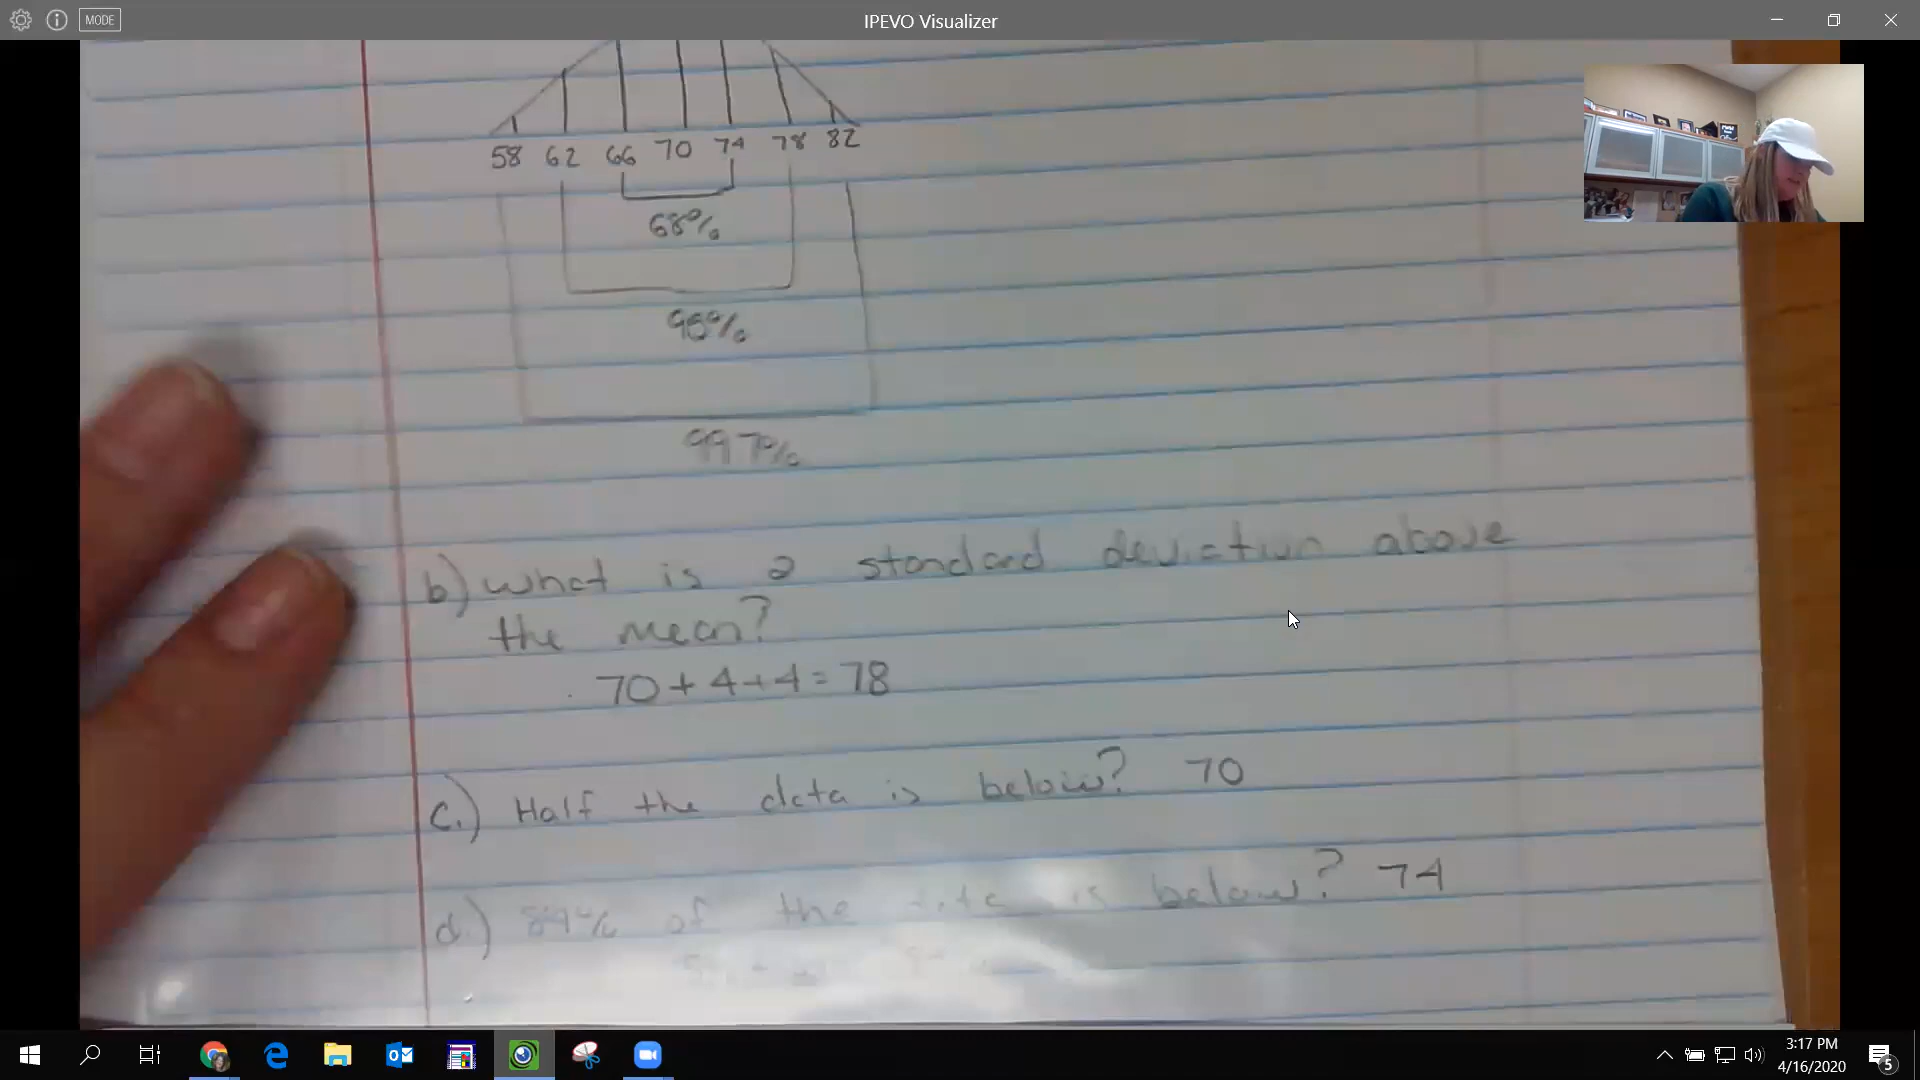 MODE
IPEVO Visualizer
58 62 66 70 74 78 82
68%
95%
99.7%
b) what is 2 standard deviation above
the mean?
70 + 4 + 4 = 78
c.) Half the data is below? 70
d.) 84% of the data is below? 74
3:17 PM
4/16/2020
5